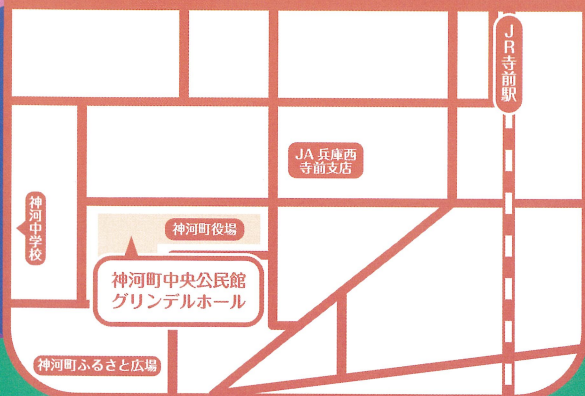 JR寺前駅
JA 兵庫西
寺前支店
神河中学校
神河町役場
神河町中央公民館
グリンデルホール
神河町ふるさと広場